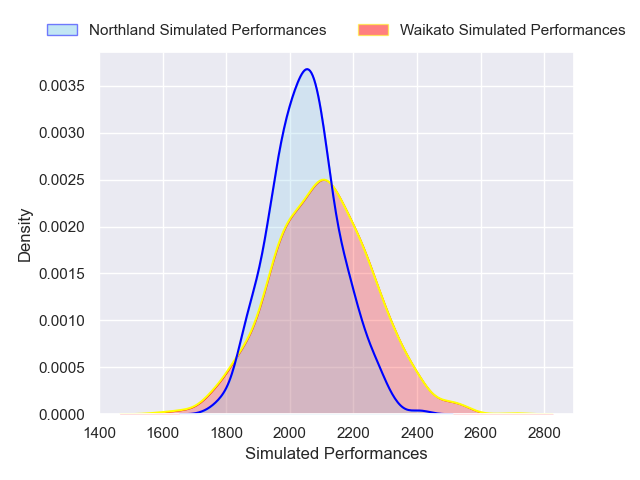 Northland Simulated Performances Waikato Simulated Performances
0.0035
0.0030
0.0025
0.0020
0.0015
0.0010
0.0005
0.0000
Density
1400 1600 1800 2000 2200 2400 2600 2800
Simulated Performances